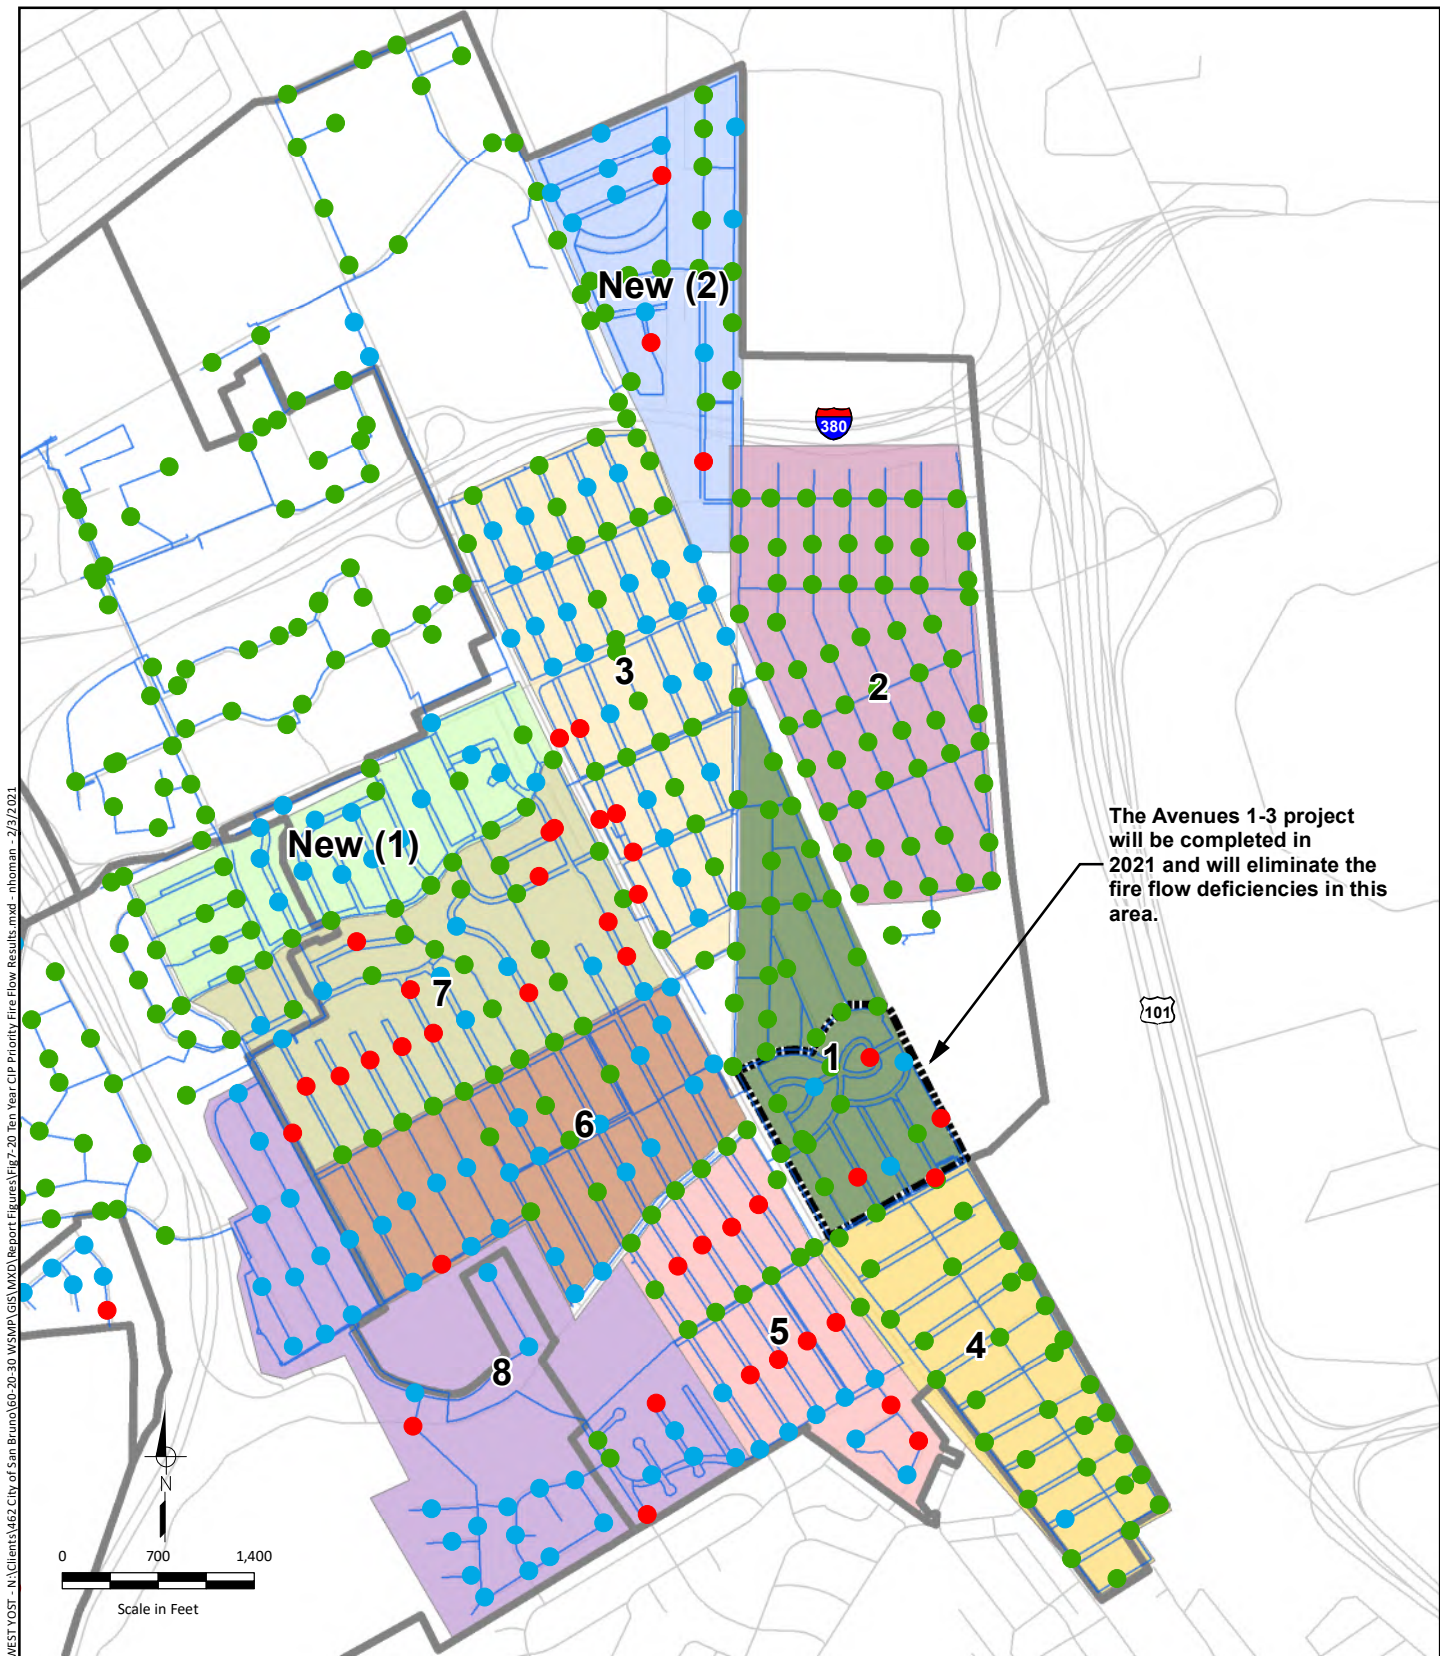 New (2)
380
3
2
The Avenues 1-3 project
will be completed in
2021 and will eliminate the
fire flow deficiencies in this
area.
New (1)
7
101
1
6
5
4
8
N
0 700 1,400
Scale in Feet
WEST YOST - N:\Clients\462 City of San Bruno\60-20-30 WSMP\GIS\MXD\Report Figures\Fig7-20 Ten Year CIP Priority Fire Flow Results.mxd - nhoman - 2/3/2021